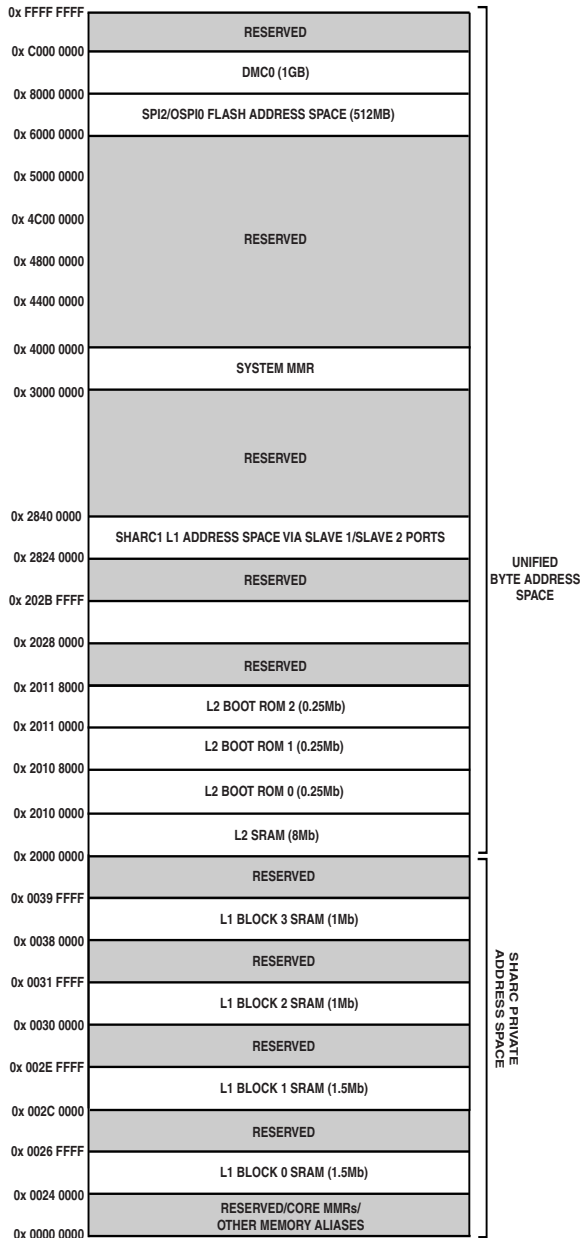 0x FFFF FFFF
RESERVED
0x C000 0000
DMC0 (1GB)
0x 8000 0000
SPI2/OSPI0 FLASH ADDRESS SPACE (512MB)
0x 6000 0000
0x 5000 0000
0x 4C00 0000
RESERVED
0x 4800 0000
0x 4400 0000
0x 4000 0000
SYSTEM MMR
0x 3000 0000
RESERVED
0x 2840 0000
SHARC1 L1 ADDRESS SPACE VIA SLAVE 1/SLAVE 2 PORTS
0x 2824 0000
RESERVED
0x 202B FFFF
0x 2028 0000
RESERVED
0x 2011 8000
L2 BOOT ROM 2 (0.25Mb)
0x 2011 0000
L2 BOOT ROM 1 (0.25Mb)
0x 2010 8000
L2 BOOT ROM 0 (0.25Mb)
0x 2010 0000
L2 SRAM (8Mb)
0x 2000 0000
RESERVED
0x 0039 FFFF
L1 BLOCK 3 SRAM (1Mb)
0x 0038 0000
RESERVED
0x 0031 FFFF
L1 BLOCK 2 SRAM (1Mb)
0x 0030 0000
RESERVED
0x 002E FFFF
L1 BLOCK 1 SRAM (1.5Mb)
0x 002C 0000
RESERVED
0x 0026 FFFF
L1 BLOCK 0 SRAM (1.5Mb)
0x 0024 0000
RESERVED/CORE MMRs/
OTHER MEMORY ALIASES
0x 0000 0000
UNIFIED
BYTE ADDRESS
SPACE
SHARC PRIVATE
ADDRESS SPACE